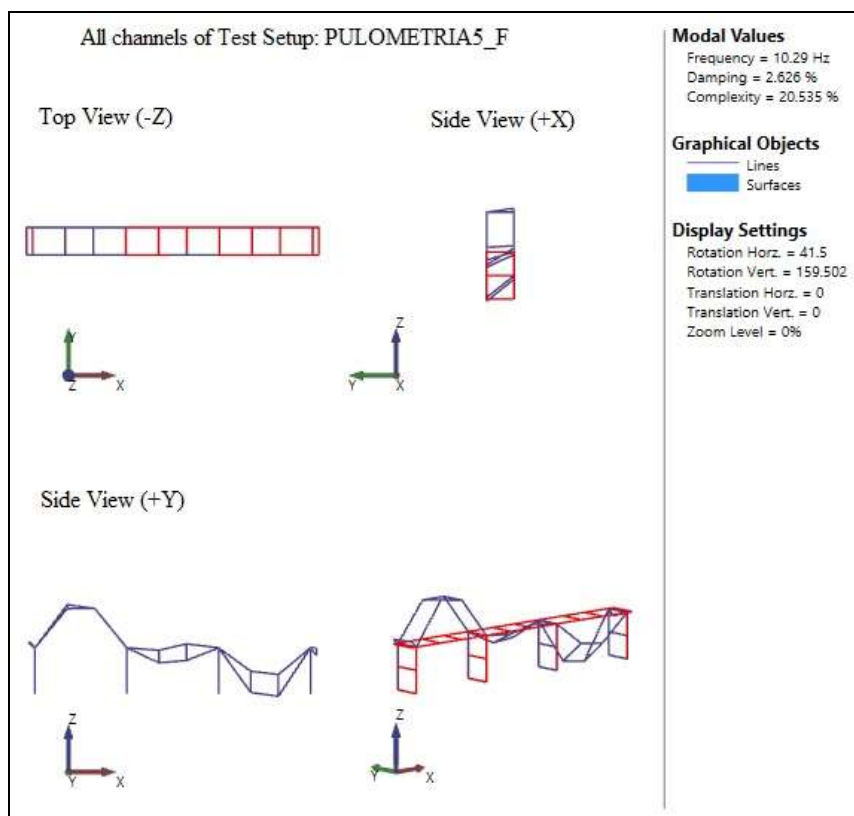 All channels of Test Setup: PULOMETRIA5_F
Top View (-Z)
Side View (+X)
Y
Z
X
Z
Y
X
Side View (+Y)
Z
Y
X
Z
Y
X
Modal Values
Frequency = 10.29 Hz
Damping = 2.626 %
Complexity = 20.535 %
Graphical Objects
Lines
Surfaces
Display Settings
Rotation Horz. = 41.5
Rotation Vert. = 159.502
Translation Horz. = 0
Translation Vert. = 0
Zoom Level = 0%